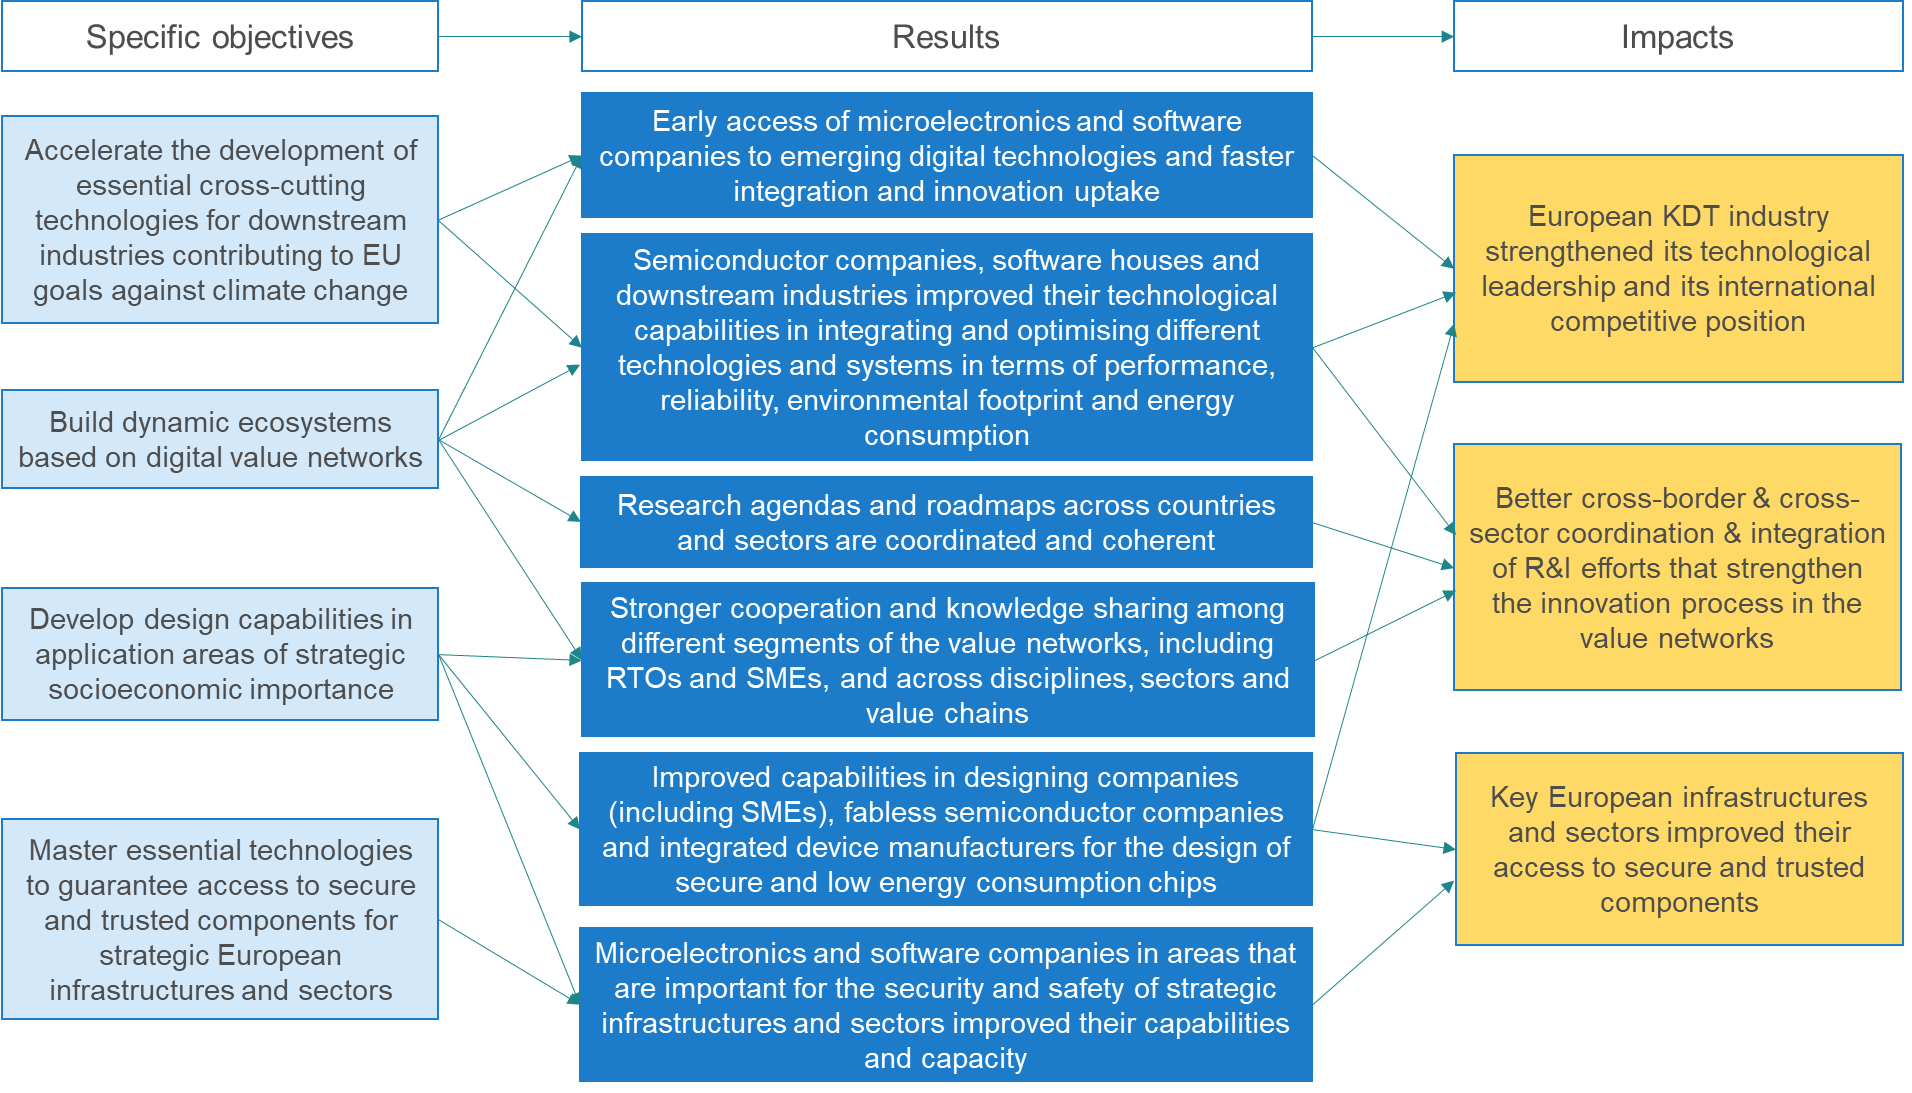 Specific objectives
Results
Impacts
Accelerate the development of
essential cross-cutting
technologies for downstream
industries contributing to EU
goals against climate change
Build dynamic ecosystems
based on digital value networks
Develop design capabilities in
application areas of strategic
socioeconomic importance
Master essential technologies
to guarantee access to secure
and trusted components for
strategic European
infrastructures and sectors
Early access of microelectronics and software
companies to emerging digital technologies and faster
integration and innovation uptake
Semiconductor companies, software houses and
downstream industries improved their technological
capabilities in integrating and optimising different
technologies and systems in terms of performance,
reliability, environmental footprint and energy
consumption
Research agendas and roadmaps across countries
and sectors are coordinated and coherent
Stronger cooperation and knowledge sharing among
different segments of the value networks, including
RTOs and SMEs, and across disciplines, sectors and
value chains
Improved capabilities in designing companies
(including SMEs), fabless semiconductor companies
and integrated device manufacturers for the design of
secure and low energy consumption chips
Microelectronics and software companies in areas that
are important for the security and safety of strategic
infrastructures and sectors improved their capabilities
and capacity
European KDT industry
strengthened its technological
leadership and its international
competitive position
Better cross-border & cross-
sector coordination & integration
of R&I efforts that strengthen
the innovation process in the
value networks
Key European infrastructures
and sectors improved their
access to secure and trusted
components